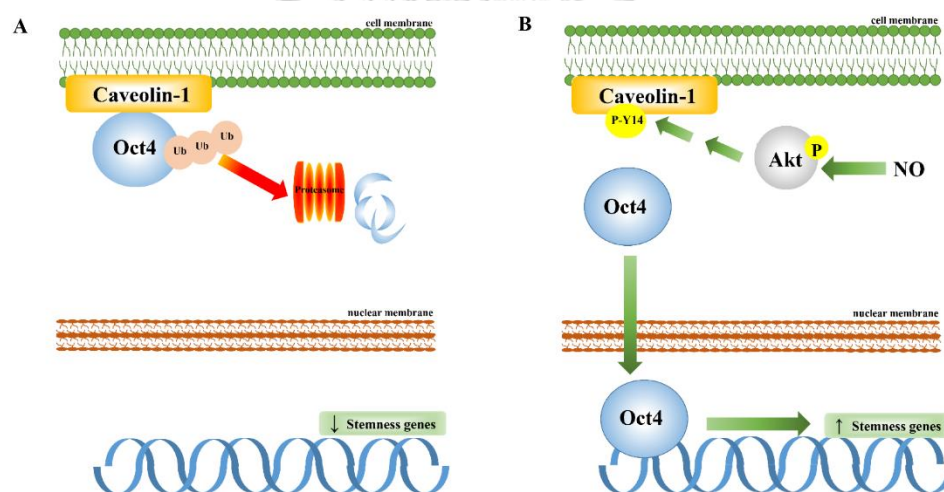 A
cell membrane
Caveolin-1
Oct4
Ub
Ub
Ub
Proteasome
nuclear membrane
↓ Stemness genes
B
cell membrane
Caveolin-1
P-Y14
Akt
P
NO
Oct4
nuclear membrane
Oct4
↑ Stemness genes